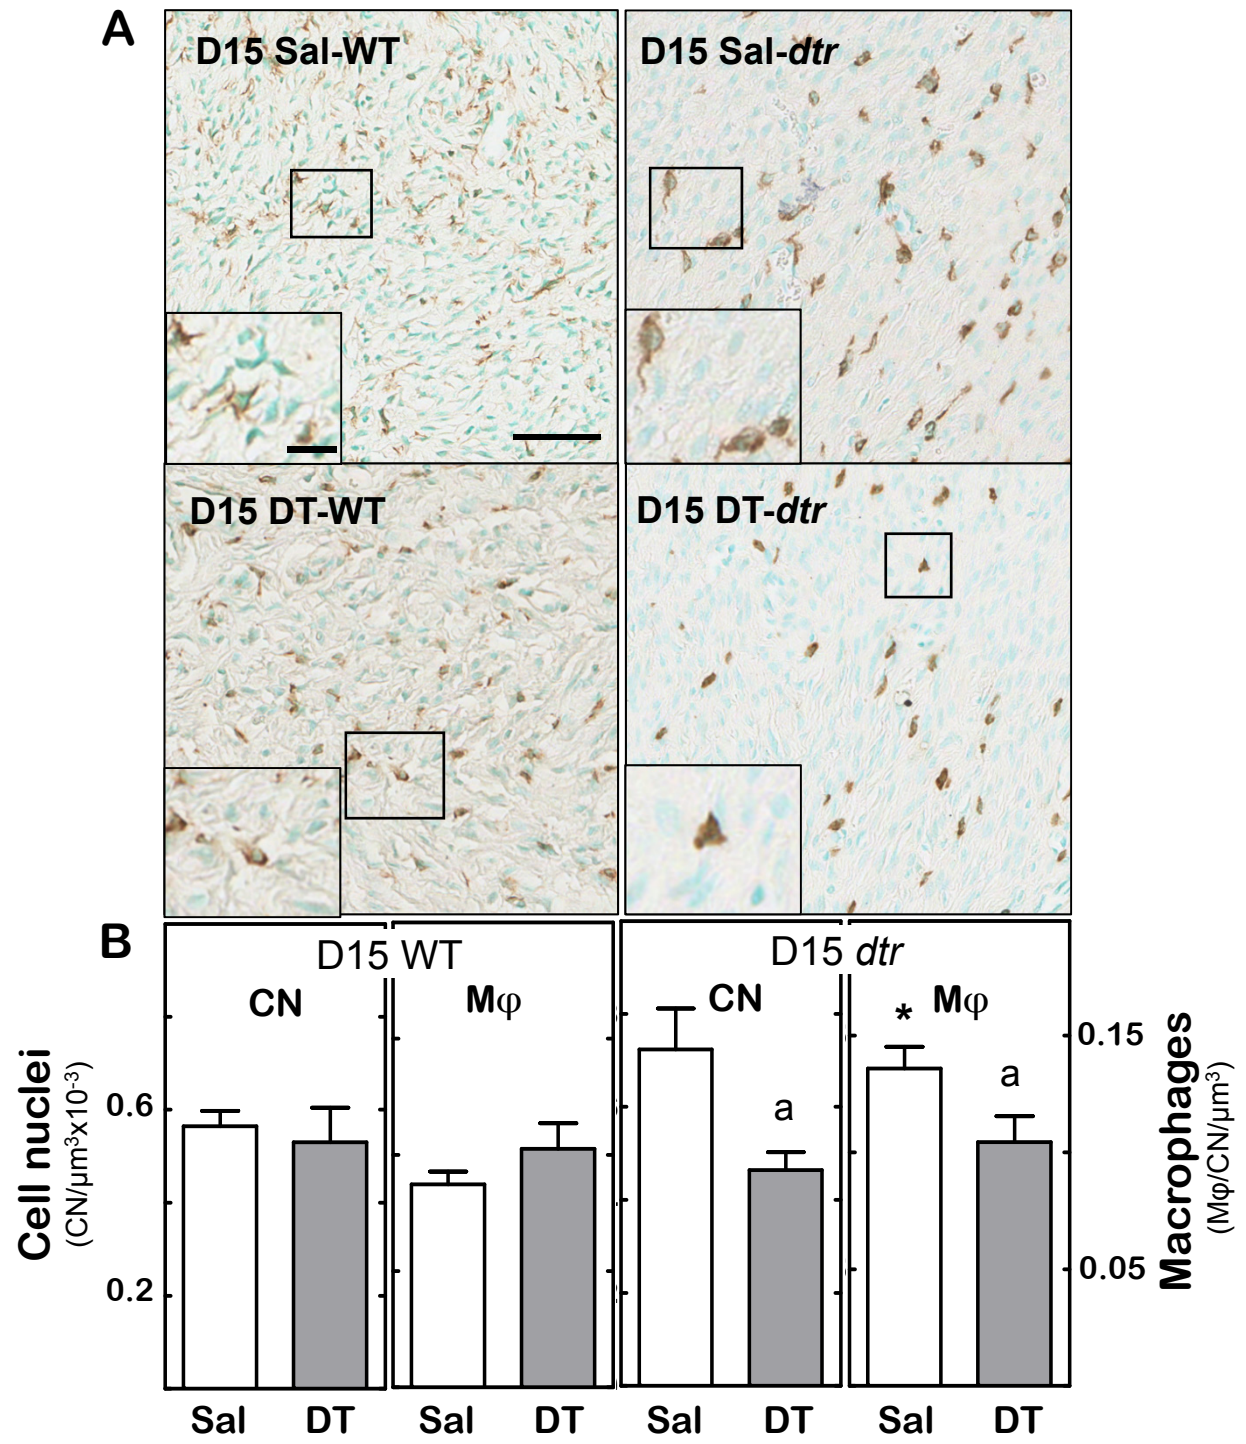 A
D15 Sal-WT
D15 Sal-dtr
D15 DT-WT
D15 DT-dtr
B
D15 WT
D15 dtr
CN
Mφ
CN
Mφ
*
a
a
Cell nuclei
(CN/μm³x10⁻³)
0.6
0.2
0.15
0.05
Macrophages
(Mφ/CN/μm³)
Sal
DT
Sal
DT
Sal
DT
Sal
DT